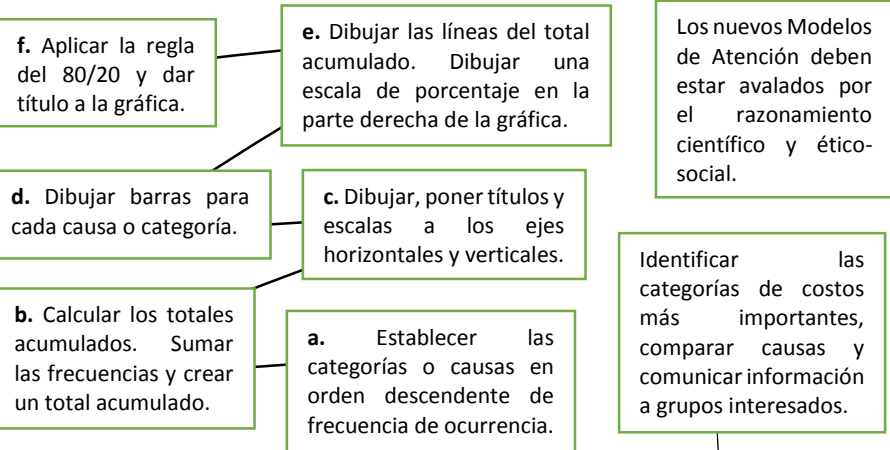 f. Aplicar la regla
del 80/20 y dar
título a la gráfica.
e. Dibujar las líneas del total
acumulado. Dibujar una
escala de porcentaje en la
parte derecha de la gráfica.
Los nuevos Modelos
de Atención deben
estar avalados por
el razonamiento
científico y ético-
social.
d. Dibujar barras para
cada causa o categoría.
c. Dibujar, poner títulos y
escalas a los ejes
horizontales y verticales.
Identificar las
categorías de costos
más importantes,
comparar causas y
comunicar información
a grupos interesados.
b. Calcular los totales
acumulados. Sumar
las frecuencias y crear
un total acumulado.
a. Establecer las
categorías o causas en
orden descendente de
frecuencia de ocurrencia.